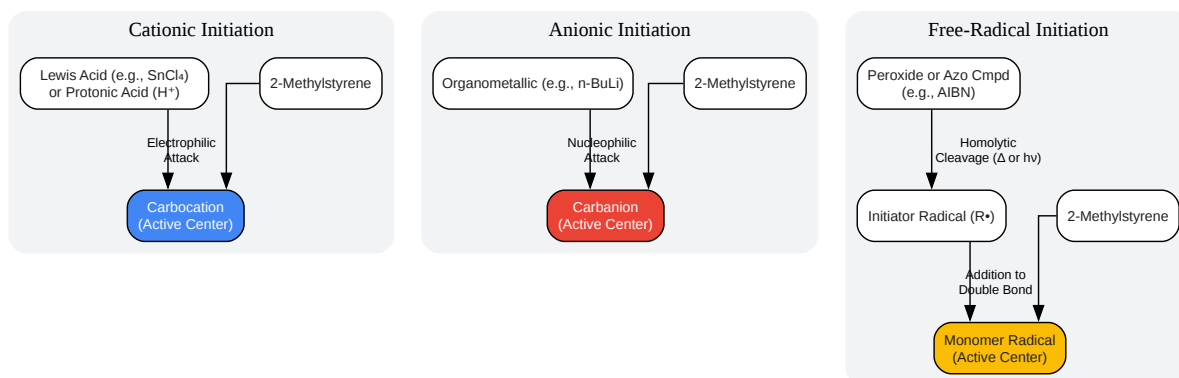 Cationic Initiation
Lewis Acid (e.g., SnCl₄)
or Protonic Acid (H⁺)
2-Methylstyrene
Electrophilic
Attack
Carbocation
(Active Center)
Anionic Initiation
Organometallic (e.g., n-BuLi)
2-Methylstyrene
Nucleophilic
Attack
Carbanion
(Active Center)
Free-Radical Initiation
Peroxide or Azo Cmpd
(e.g., AIBN)
Homolytic
Cleavage (Δ or hν)
Initiator Radical (R•)
2-Methylstyrene
Addition to
Double Bond
Monomer Radical
(Active Center)